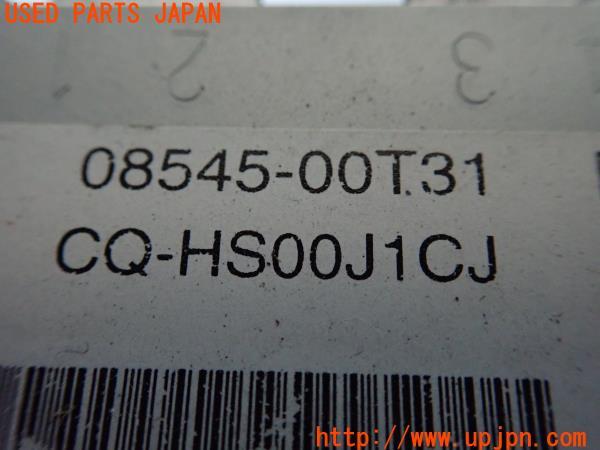 USED PARTS JAPAN
2 3
08545-00T31
CQ-HS00J1CJ
http://www.upjpn.com